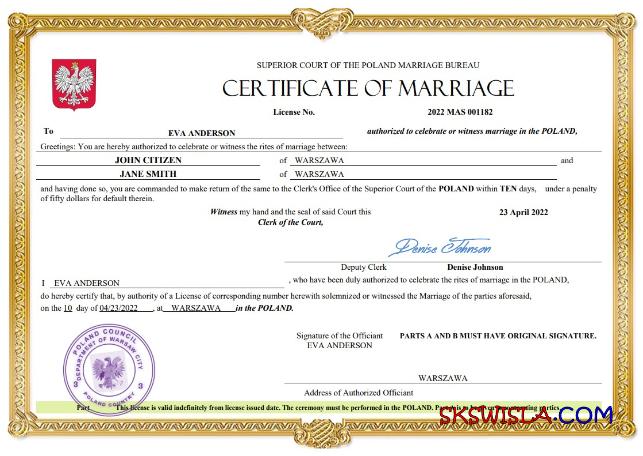 SUPERIOR COURT OF THE POLAND MARRIAGE BUREAU
CERTIFICATE OF MARRIAGE
License No. 2022 MAS 001182
To EVA ANDERSON authorized to celebrate or witness marriage in the POLAND,
Greetings: You are hereby authorized to celebrate or witness the rites of marriage between:
JOHN CITIZEN of WARSZAWA and
JANE SMITH of WARSZAWA
and having done so, you are commanded to make return of the same to the Clerk's Office of the Superior Court of the POLAND within TEN days, under a penalty
of fifty dollars for default therein.
Witness my hand and the seal of said Court this 23 April 2022
Clerk of the Court,
Denise Johnson
Deputy Clerk Denise Johnson
I EVA ANDERSON , who have been duly authorized to celebrate the rites of marriage in the POLAND,
do hereby certify that, by authority of a License of corresponding number herewith solemnized or witnessed the Marriage of the parties aforesaid,
on the 10 day of 04/23/2022 , at WARSZAWA in the POLAND.
POLAND COUNCIL
DEPARTMENT OF WARSAW CITY
3 3
POLAND COUNTRY
Signature of the Officiant PARTS A AND B MUST HAVE ORIGINAL SIGNATURE.
EVA ANDERSON
WARSZAWA
Address of Authorized Officiant
Part This license is valid indefinitely from license issued date. The ceremony must be performed in the POLAND. parties
SKSWISLA.COM